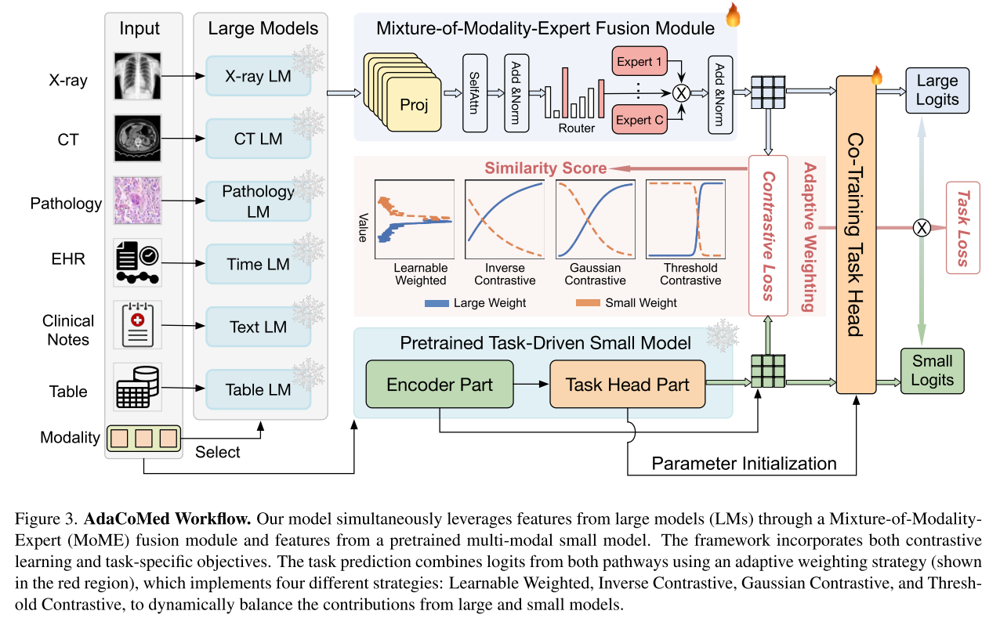 Input
Large Models
Mixture-of-Modality-Expert Fusion Module
X-ray
X-ray LM
CT
CT LM
Pathology
Pathology
LM
EHR
Time LM
Clinical
Notes
Text LM
Table
Table LM
Modality
Select
Proj
SelfAttn
Add &Norm
Router
Expert 1
Expert C
X
Add &Norm
Large
Logits
Similarity Score
Value
Learnable
Weighted
Inverse
Contrastive
Gaussian
Contrastive
Threshold
Contrastive
Large Weight
Small Weight
Contrastive Loss
Adaptive Weighting
Co-Training Task Head
X
Task Loss
Pretrained Task-Driven Small Model
Encoder Part
Task Head Part
Small
Logits
Parameter Initialization
Figure 3. AdaCoMed Workflow. Our model simultaneously leverages features from large models (LMs) through a Mixture-of-Modality-
Expert (MoME) fusion module and features from a pretrained multi-modal small model. The framework incorporates both contrastive
learning and task-specific objectives. The task prediction combines logits from both pathways using an adaptive weighting strategy (shown
in the red region), which implements four different strategies: Learnable Weighted, Inverse Contrastive, Gaussian Contrastive, and Thresh-
old Contrastive, to dynamically balance the contributions from large and small models.